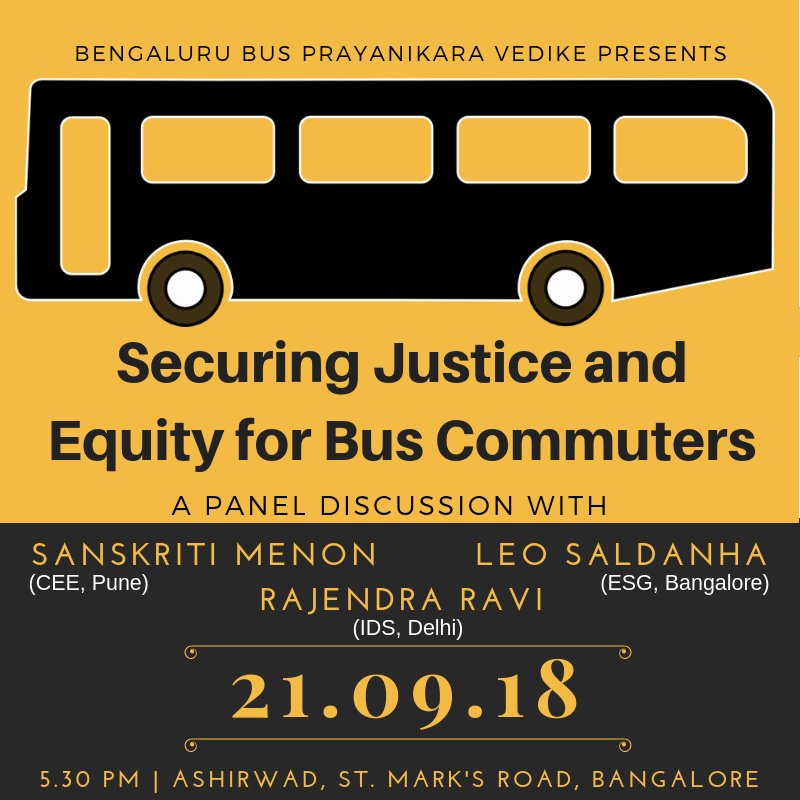 BENGALURU BUS PRAYANIKARA VEDIKE PRESENTS
Securing Justice and
Equity for Bus Commuters
A PANEL DISCUSSION WITH
SANSKRITI MENON
(CEE, Pune)
LEO SALDANHA
(ESG, Bangalore)
RAJENDRA RAVI
(IDS, Delhi)
21.09.18
5.30 PM | ASHIRWAD, ST. MARK'S ROAD, BANGALORE